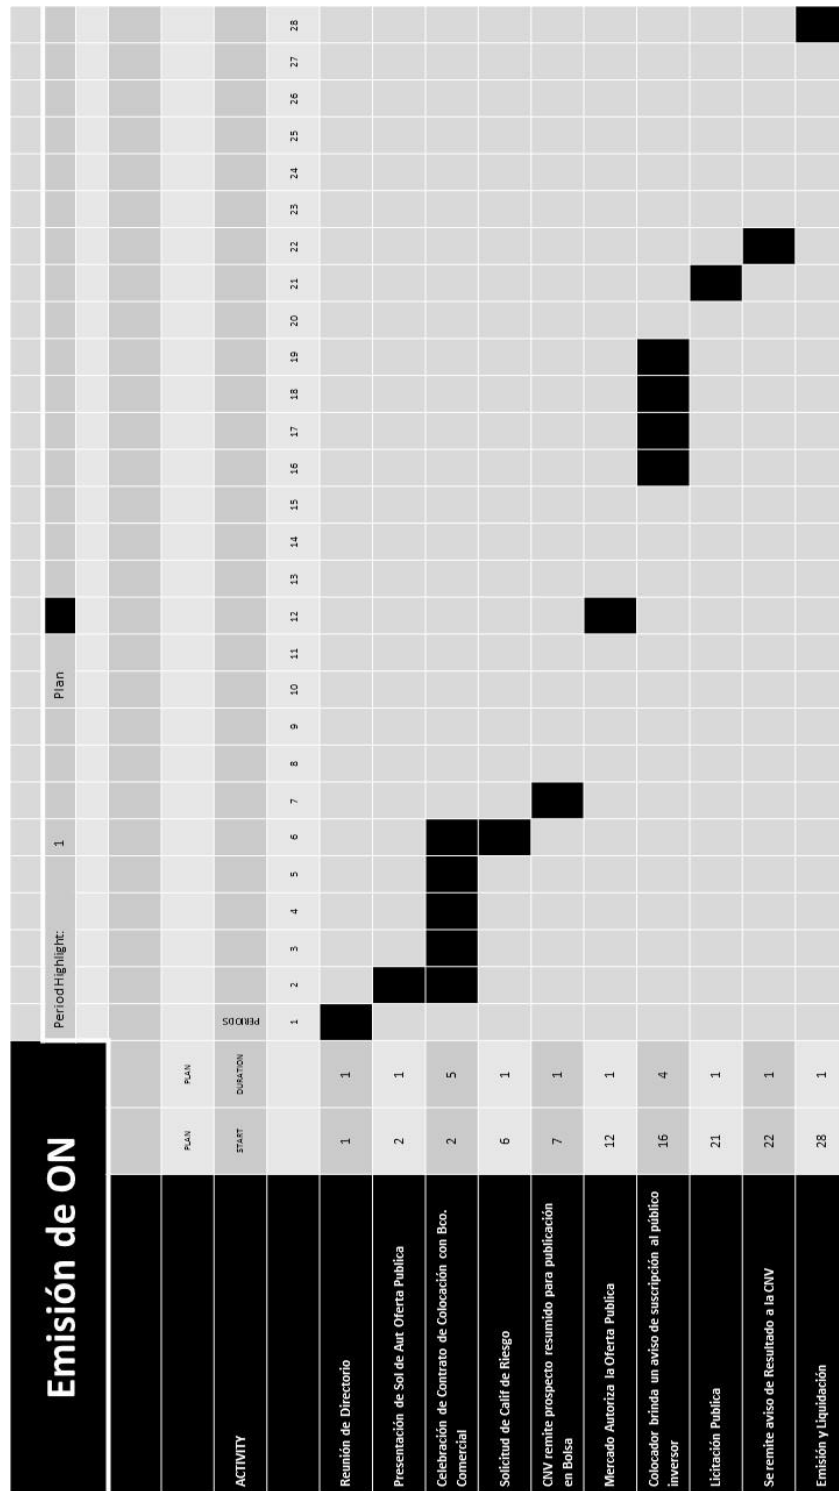 Emisión de ON
Period Highlight: 1 Plan
PLAN PLAN
ACTIVITY START DURATION PERIODS
1 2 3 4 5 6 7 8 9 10 11 12 13 14 15 16 17 18 19 20 21 22 23 24 25 26 27 28
Reunión de Directorio 1 1
Presentación de Sol de Aut Oferta Publica 2 1
Celebración de Contrato de Colocación con Bco.
Comercial 2 5
Solicitud de Calif de Riesgo 6 1
CNV remite prospecto resumido para publicación
en Bolsa 7 1
Mercado Autoriza la Oferta Publica 12 1
Colocador brinda un aviso de suscripción al público
inversor 16 4
Licitación Publica 21 1
Se remite aviso de Resultado a la CNV 22 1
Emisión y Liquidación 28 1